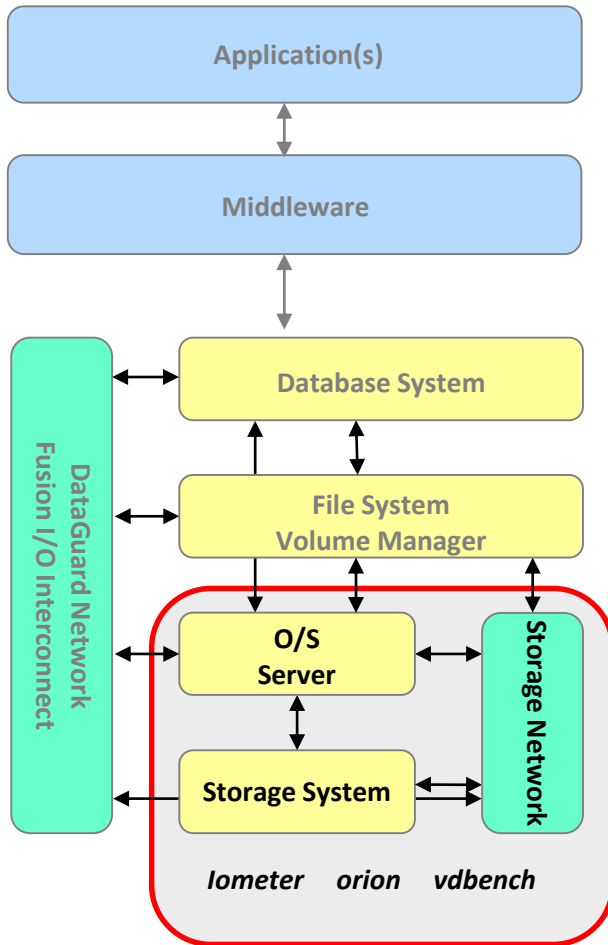 Application(s)
Middleware
DataGuard Network
Fusion I/O Interconnect
Database System
File System
Volume Manager
O/S
Server
Storage Network
Storage System
Iometer orion vdbench